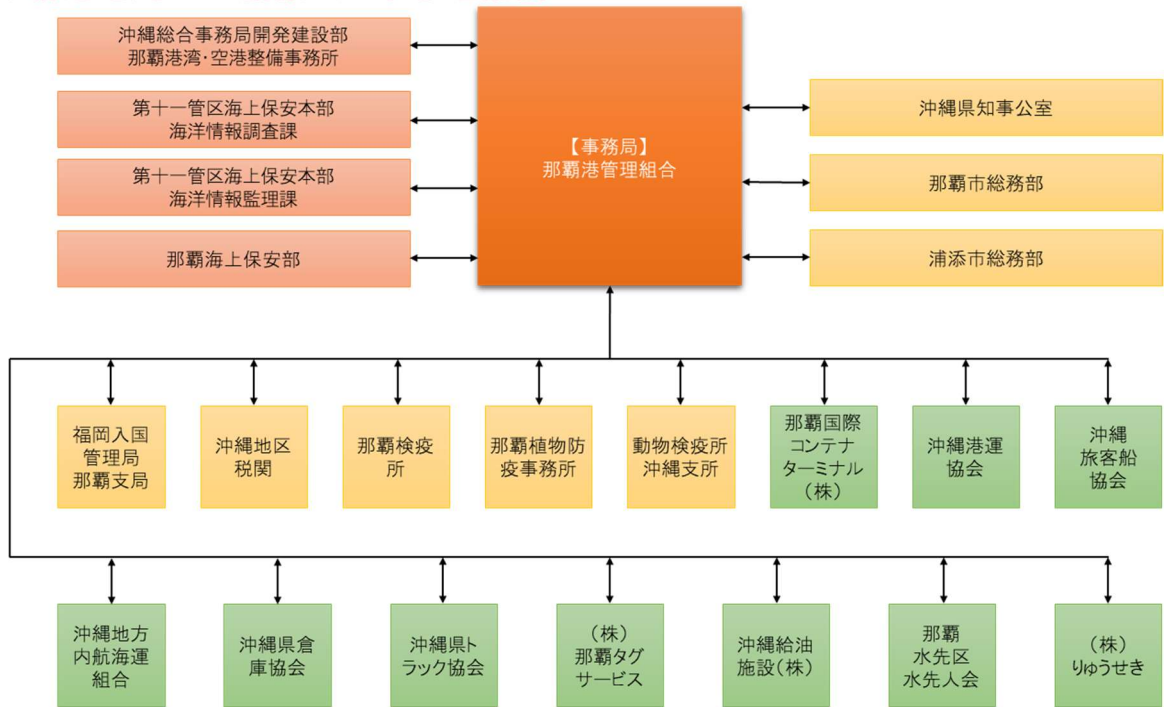 沖縄総合事務局開発建設部
那覇港湾・空港整備事務所
第十一管区海上保安本部
海洋情報調査課
第十一管区海上保安本部
海洋情報監理課
那覇海上保安部
【事務局】
那覇港管理組合
沖縄県知事公室
那覇市総務部
浦添市総務部
福岡入国
管理局
那覇支局
沖縄地区
税関
那覇検疫
所
那覇植物防
疫事務所
動物検疫所
沖縄支所
那覇国際
コンテナ
ターミナル
(株)
沖縄港運
協会
沖縄
旅客船
協会
沖縄地方
内航海運
組合
沖縄県倉
庫協会
沖縄県ト
ラック協会
(株)
那覇タグ
サービス
沖縄給油
施設(株)
那覇
水先区
水先人会
(株)
りゅうせき